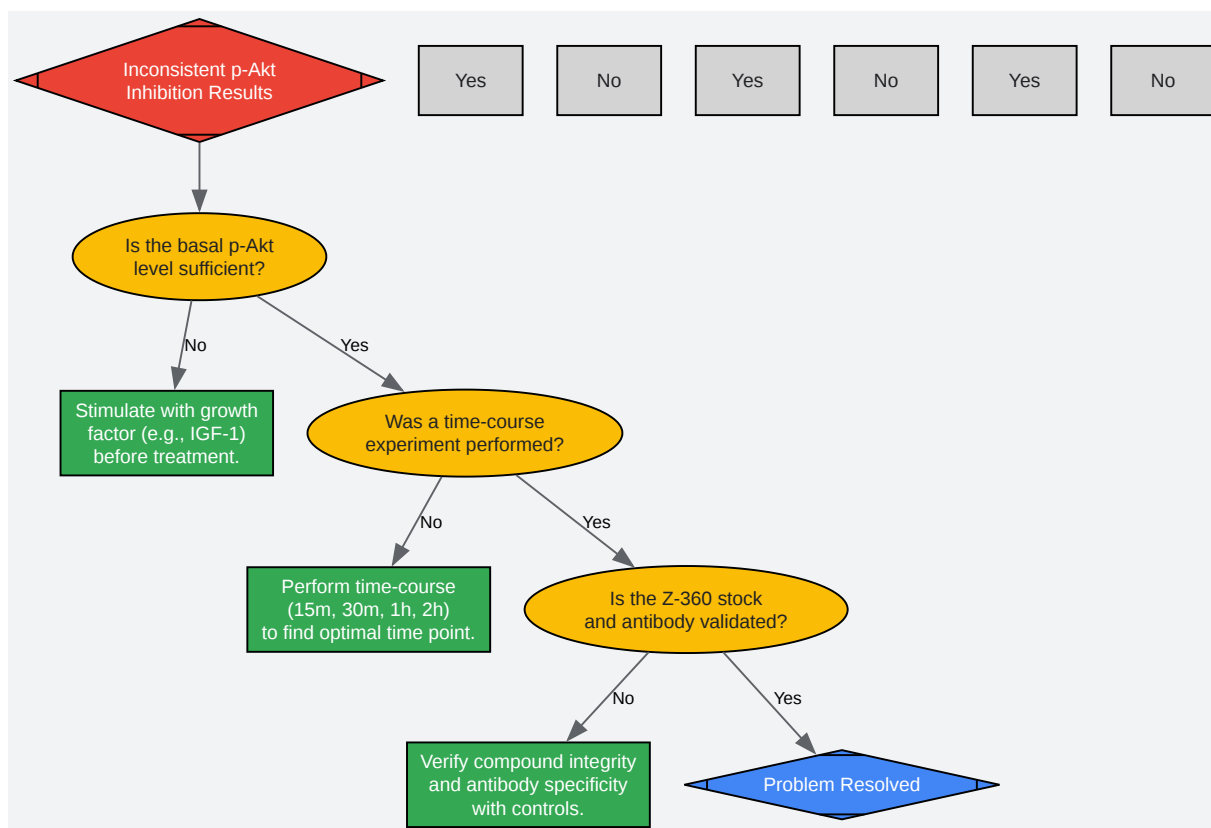 Inconsistent p-Akt
Inhibition Results
Yes
No
Yes
No
Yes
No
Is the basal p-Akt
level sufficient?
No
Yes
Stimulate with growth
factor (e.g., IGF-1)
before treatment.
Was a time-course
experiment performed?
No
Yes
Perform time-course
(15m, 30m, 1h, 2h)
to find optimal time point.
Is the Z-360 stock
and antibody validated?
No
Yes
Verify compound integrity
and antibody specificity
with controls.
Problem Resolved